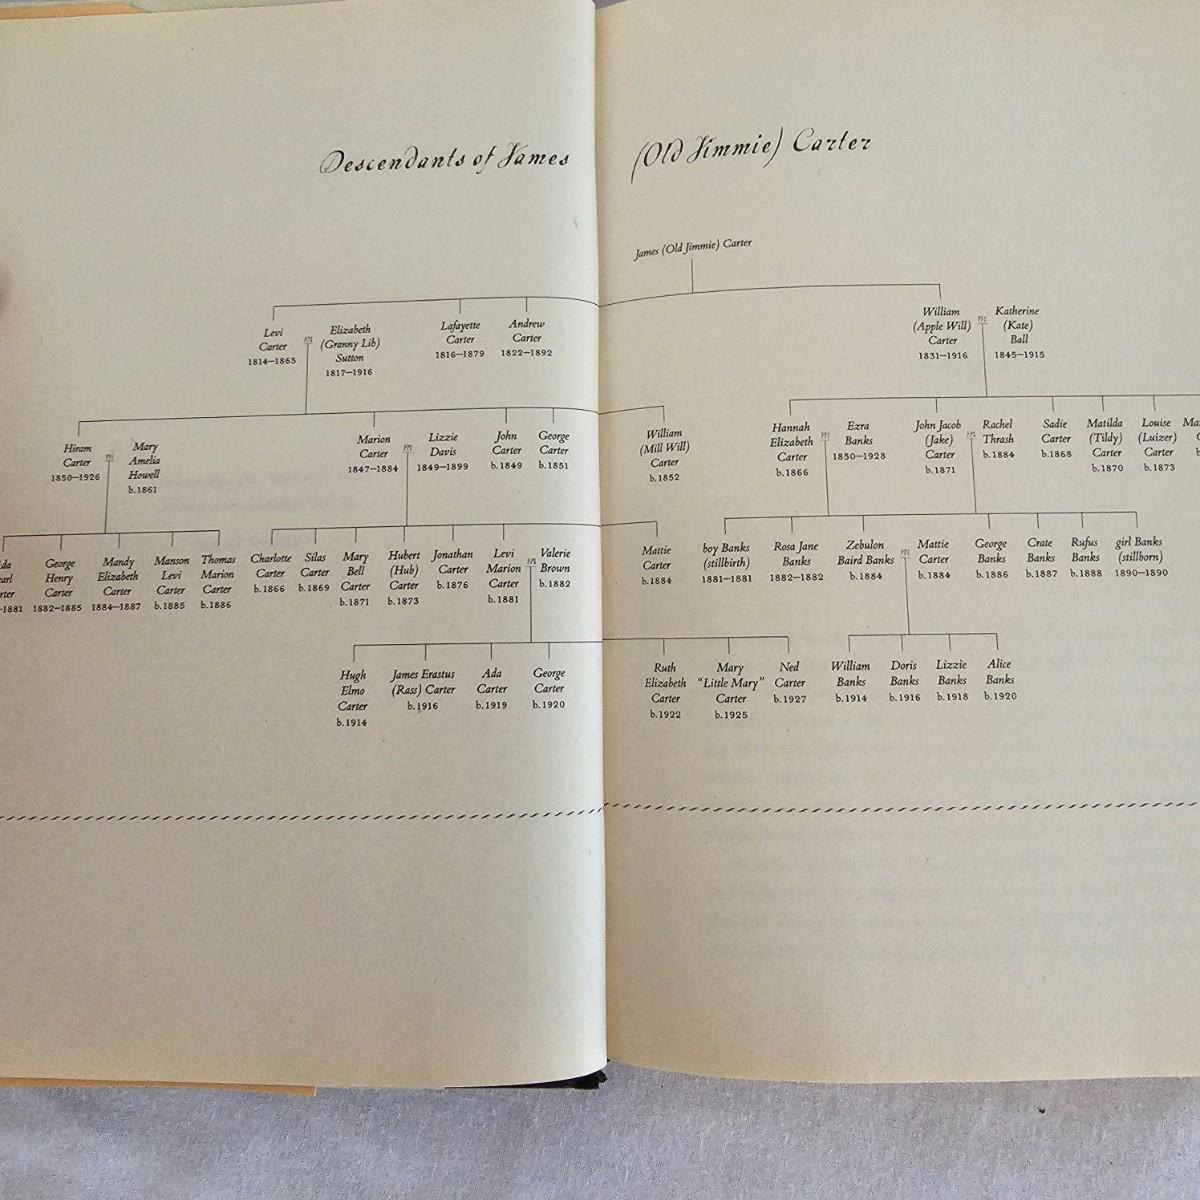 Descendants of James (Old Jimmie) Carter
James (Old Jimmie) Carter
Levi
Carter
1814–1865
m
Elizabeth
(Granny Lib)
Sutton
1817–1916
Lafayette
Carter
1816–1879
Andrew
Carter
1822–1892
William
(Apple Will)
Carter
1831–1916
m
Katherine
(Kate)
Ball
1845–1915
Hiram
Carter
1850–1926
m
Mary
Amelia
Howell
b.1861
Marion
Carter
1847–1884
m
Lizzie
Davis
1849–1899
John
Carter
b.1849
George
Carter
b.1851
William
(Mill Will)
Carter
b.1852
Hannah
Elizabeth
Carter
b.1866
m
Ezra
Banks
1850–1928
John Jacob
(Jake)
Carter
b.1871
m
Rachel
Thrash
b.1884
Sadie
Carter
b.1868
Matilda
(Tildy)
Carter
b.1870
Louise
(Luizer)
Carter
b.1873
George
Henry
Carter
1882–1885
Mandy
Elizabeth
Carter
1884–1887
Manson
Levi
Carter
b.1885
Thomas
Marion
Carter
b.1886
Charlotte
Carter
b.1866
Silas
Carter
b.1869
Mary
Bell
Carter
b.1871
Hubert
(Hub)
Carter
b.1873
Jonathan
Carter
b.1876
Levi
Marion
Carter
b.1881
m
Valerie
Brown
b.1882
Mattie
Carter
b.1884
boy Banks
(stillbirth)
1881–1881
Rosa Jane
Banks
1882–1882
Zebulon
Baird Banks
b.1884
m
Mattie
Carter
b.1884
George
Banks
b.1886
Crate
Banks
b.1887
Rufus
Banks
b.1888
girl Banks
(stillborn)
1890–1890
Hugh
Elmo
Carter
b.1914
James Erastus
(Rass) Carter
b.1916
Ada
Carter
b.1919
George
Carter
b.1920
Ruth
Elizabeth
Carter
b.1922
Mary
"Little Mary"
Carter
b.1925
Ned
Carter
b.1927
William
Banks
b.1914
Doris
Banks
b.1916
Lizzie
Banks
b.1918
Alice
Banks
b.1920